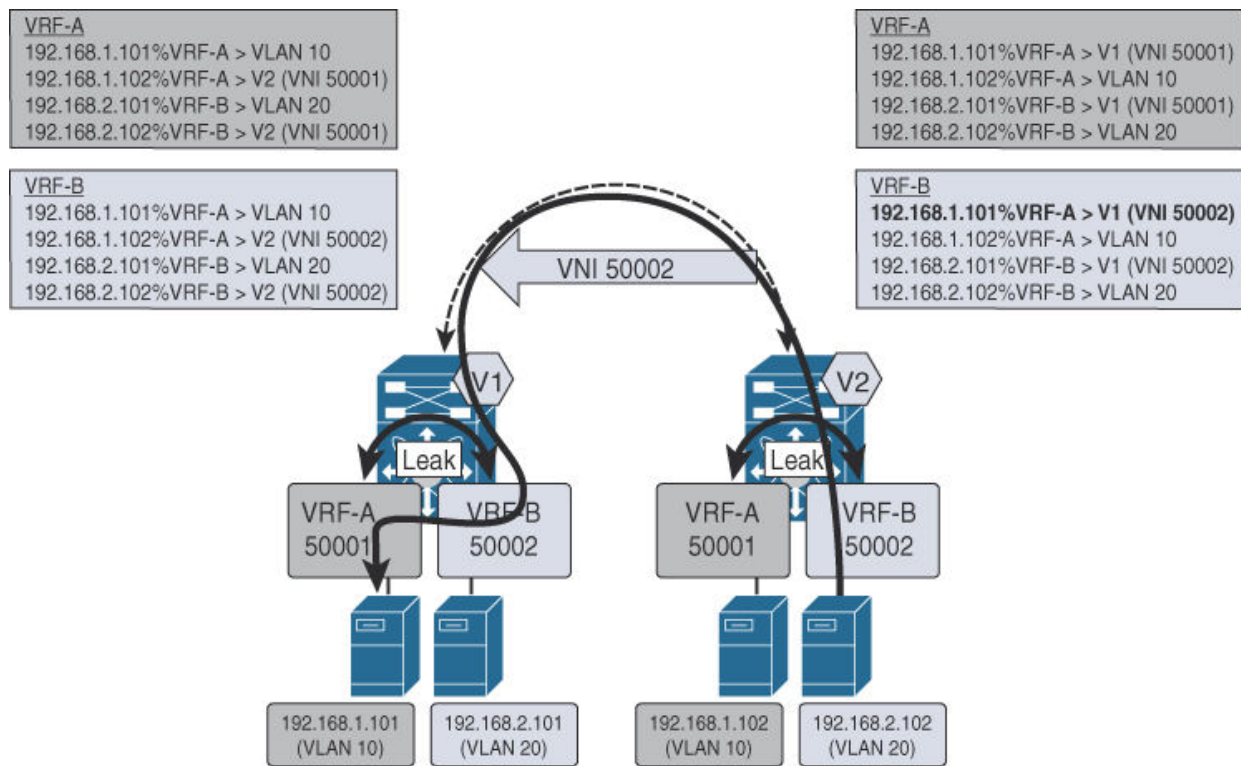 VRF-A
192.168.1.101%VRF-A > VLAN 10
192.168.1.102%VRF-A > V2 (VNI 50001)
192.168.2.101%VRF-B > VLAN 20
192.168.2.102%VRF-B > V2 (VNI 50001)
VRF-B
192.168.1.101%VRF-A > VLAN 10
192.168.1.102%VRF-A > V2 (VNI 50002)
192.168.2.101%VRF-B > VLAN 20
192.168.2.102%VRF-B > V2 (VNI 50002)
VRF-A
192.168.1.101%VRF-A > V1 (VNI 50001)
192.168.1.102%VRF-A > VLAN 10
192.168.2.101%VRF-B > V1 (VNI 50001)
192.168.2.102%VRF-B > VLAN 20
VRF-B
192.168.1.101%VRF-A > V1 (VNI 50002)
192.168.1.102%VRF-A > VLAN 10
192.168.2.101%VRF-B > V1 (VNI 50002)
192.168.2.102%VRF-B > VLAN 20
VNI 50002
V1
V2
Leak
Leak
VRF-A
50001
VRF-B
50002
VRF-A
50001
VRF-B
50002
192.168.1.101
(VLAN 10)
192.168.2.101
(VLAN 20)
192.168.1.102
(VLAN 10)
192.168.2.102
(VLAN 20)